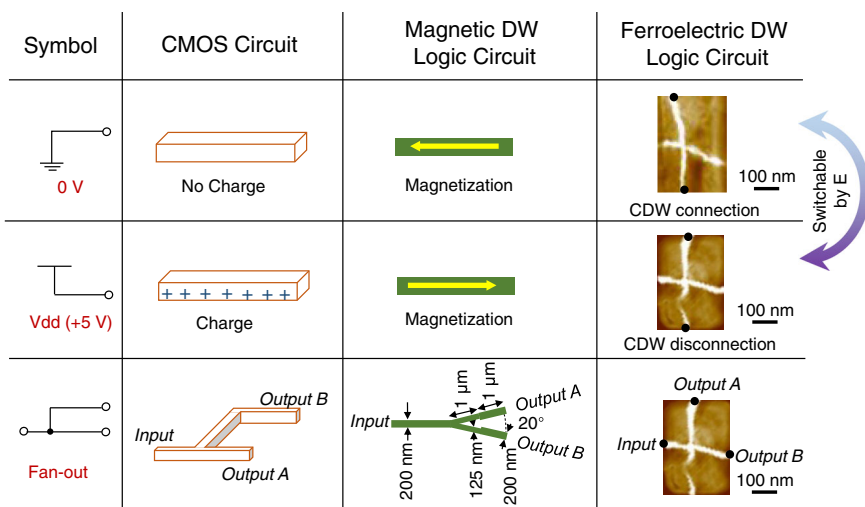 Symbol
CMOS Circuit
Magnetic DW
Logic Circuit
Ferroelectric DW
Logic Circuit
0 V
No Charge
Magnetization
100 nm
CDW connection
Switchable
by E
Vdd (+5 V)
+ + + + + + +
Charge
Magnetization
100 nm
CDW disconnection
Fan-out
Input
Output B
Output A
Input
200 nm
1 µm
1 µm
Output A
20°
Output B
125 nm
200 nm
Output A
Input
Output B
100 nm